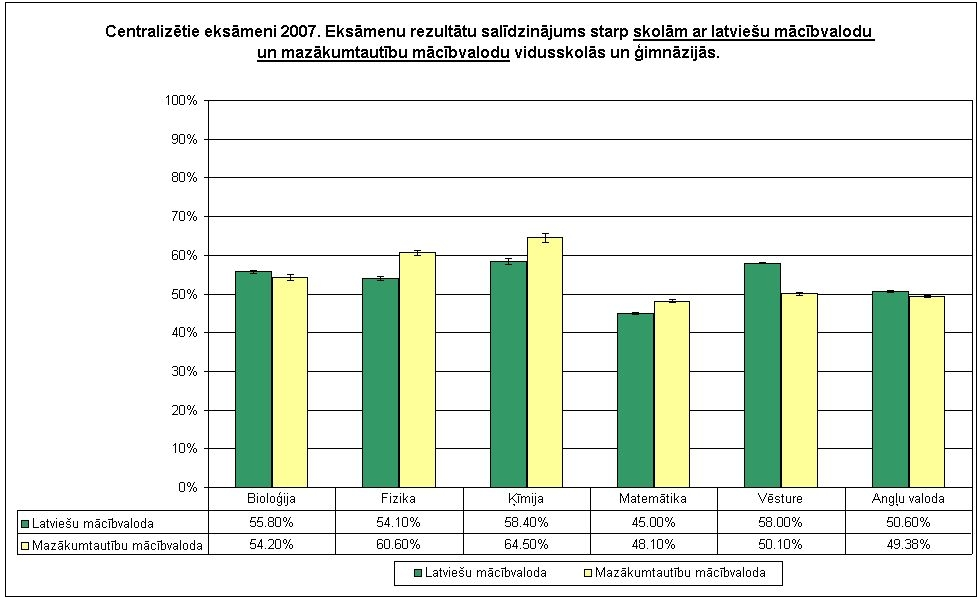 Centralizētie eksāmeni 2007. Eksāmenu rezultātu salīdzinājums starp skolām ar latviešu mācībvalodu
un mazākumtautību mācībvalodu vidusskolās un ģimnāzijās.
100%
90%
80%
70%
60%
50%
40%
30%
20%
10%
0%
Bioloģija Fizika Ķīmija Matemātika Vēsture Angļu valoda
Latviešu mācībvaloda 55.80% 54.10% 58.40% 45.00% 58.00% 50.60%
Mazākumtautību mācībvaloda 54.20% 60.60% 64.50% 48.10% 50.10% 49.38%
Latviešu mācībvaloda Mazākumtautību mācībvaloda